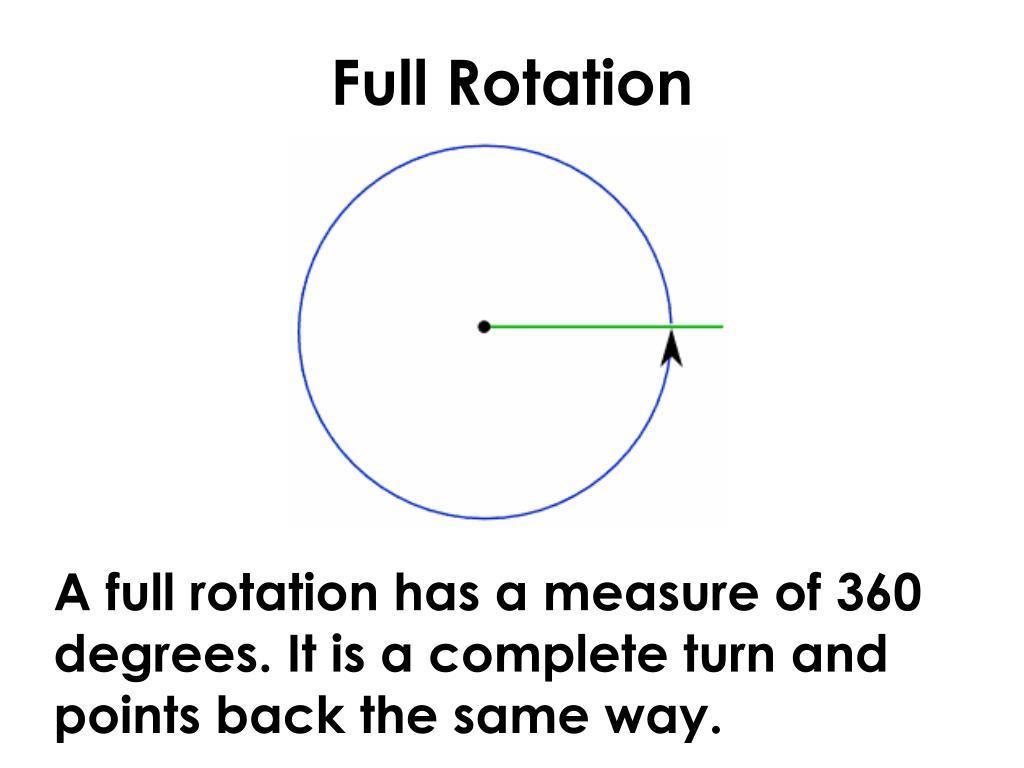 Full Rotation
A full rotation has a measure of 360
degrees. It is a complete turn and
points back the same way.